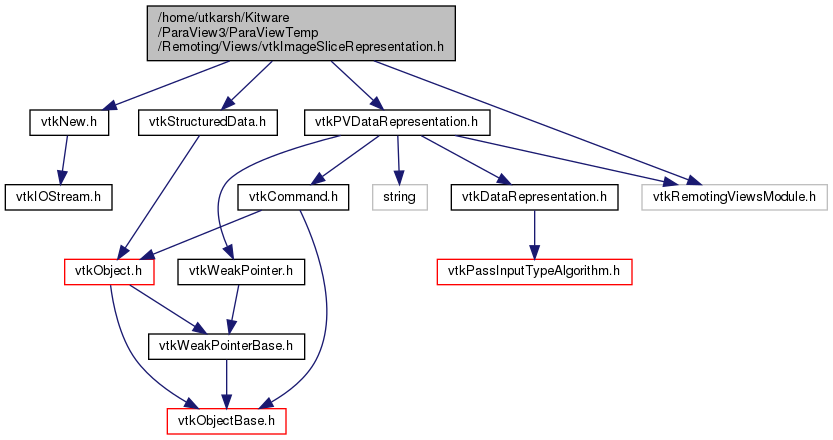 /home/utkarsh/Kitware
/ParaView3/ParaViewTemp
/Remoting/Views/vtkImageSliceRepresentation.h
vtkNew.h
vtkStructuredData.h
vtkPVDataRepresentation.h
vtkIOStream.h
vtkCommand.h
string
vtkDataRepresentation.h
vtkRemotingViewsModule.h
vtkObject.h
vtkWeakPointer.h
vtkPassInputTypeAlgorithm.h
vtkWeakPointerBase.h
vtkObjectBase.h